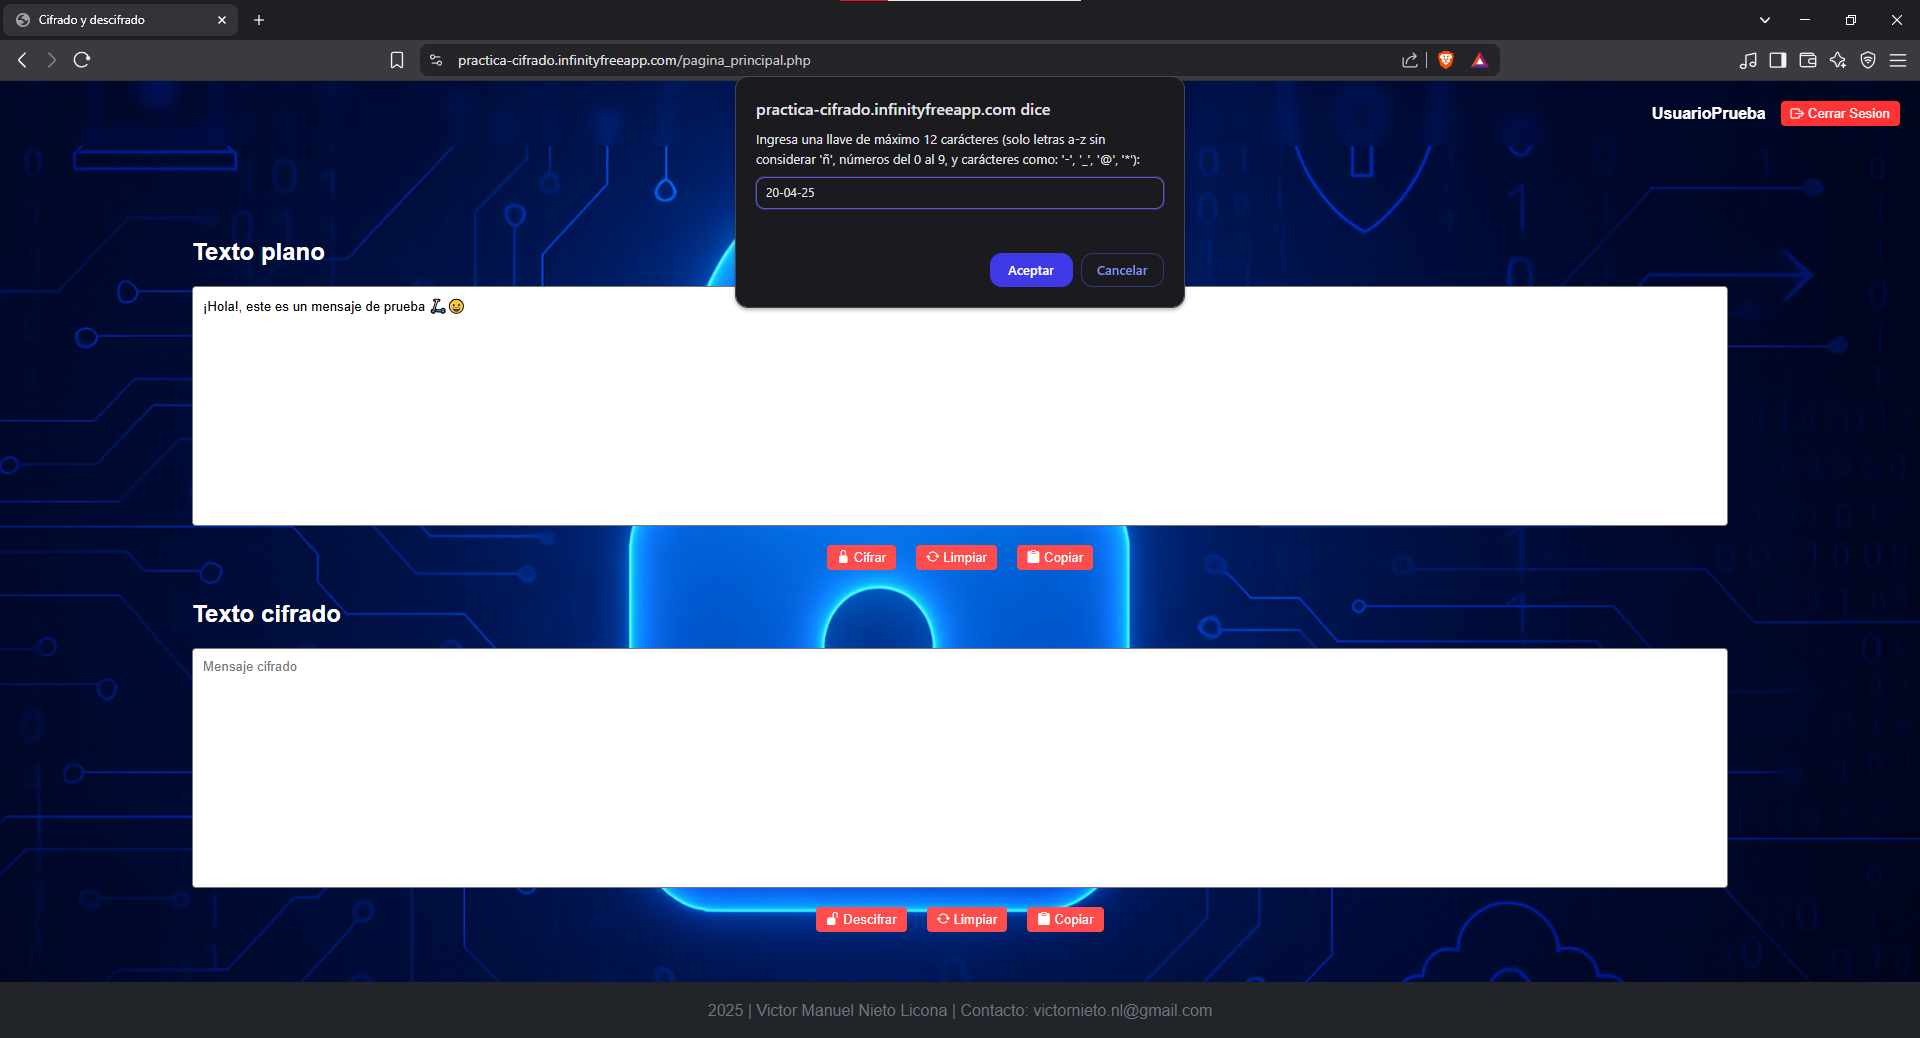 Cifrado y descifrado
practica-cifrado.infinityfreeapp.com/pagina_principal.php
practica-cifrado.infinityfreeapp.com dice
Ingresa una llave de máximo 12 carácteres (solo letras a-z sin
considerar 'ñ', números del 0 al 9, y carácteres como: '-', '_', '@', '*'):
20-04-25
Aceptar Cancelar
UsuarioPrueba Cerrar Sesion
Texto plano
¡Hola!, este es un mensaje de prueba 🛴😀
Cifrar Limpiar Copiar
Texto cifrado
Mensaje cifrado
Descifrar Limpiar Copiar
2025 | Victor Manuel Nieto Licona | Contacto: victornieto.nl@gmail.com